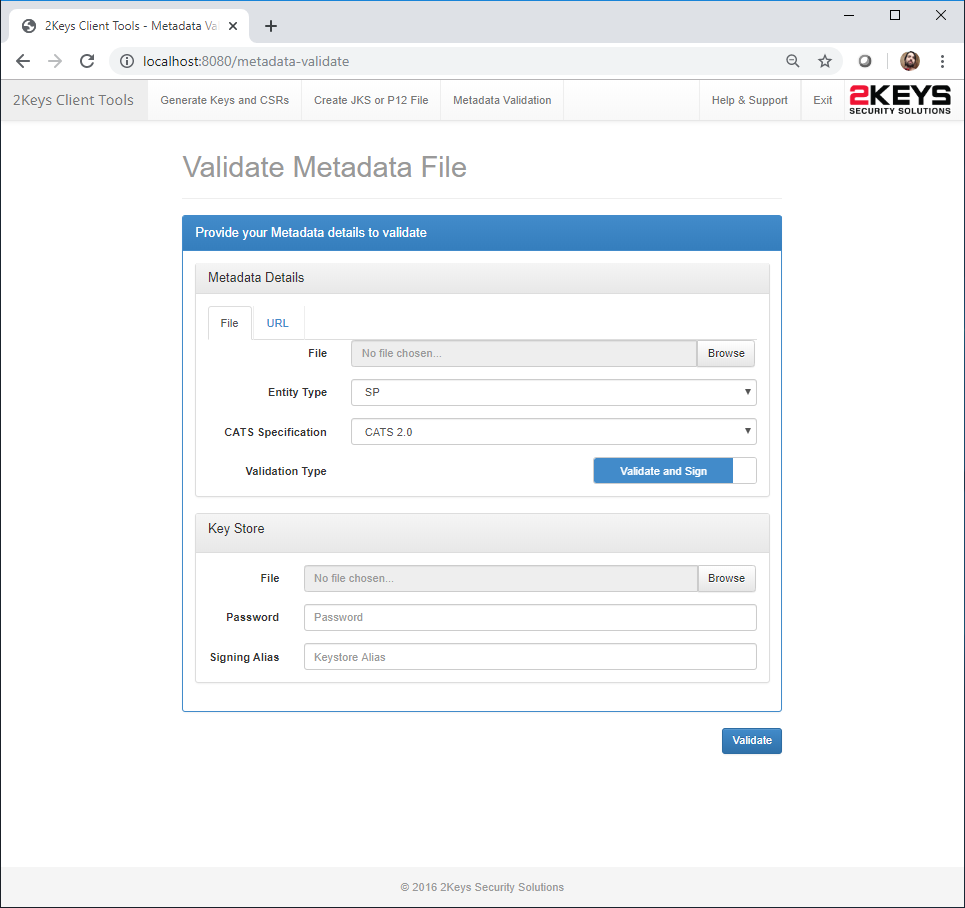 2Keys Client Tools - Metadata Va
localhost:8080/metadata-validate
2Keys Client Tools Generate Keys and CSRs Create JKS or P12 File Metadata Validation Help & Support Exit 2KEYS
SECURITY SOLUTIONS
Validate Metadata File
Provide your Metadata details to validate
Metadata Details
File URL
File No file chosen... Browse
Entity Type SP
CATS Specification CATS 2.0
Validation Type Validate and Sign
Key Store
File No file chosen... Browse
Password Password
Signing Alias Keystore Alias
Validate
© 2016 2Keys Security Solutions